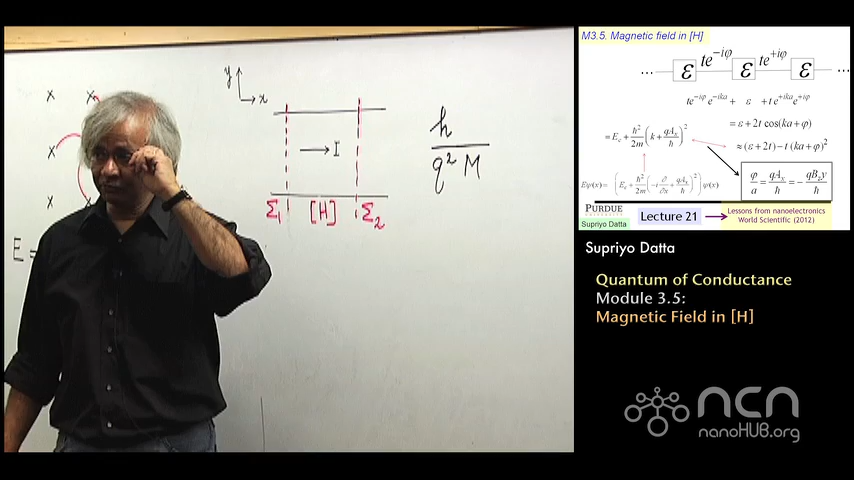 x x
y
x
x
→ I
x x
E =
Σ₁ [H] Σ₂
h
q² M
M3.5. Magnetic field in [H]
te^{-iφ} te^{+iφ}
... ε ε ε ...
te^{-iφ} e^{-ika} + ε + te^{+ika} e^{+iφ}
= ε + 2t cos(ka + φ)
= E_c + ħ²/2m (k + qA_x/ħ)²
≈ (ε + 2t) − t (ka + φ)²
Eψ(x) = (E_c + ħ²/2m (−i ∂/∂x + qA_x/ħ)²) ψ(x)
φ/a = qA_x/ħ = − qB_z y/ħ
PURDUE
UNIVERSITY
Supriyo Datta
Lecture 21
Lessons from nanoelectronics
World Scientific (2012)
Supriyo Datta
Quantum of Conductance
Module 3.5:
Magnetic Field in [H]
ncn
nanoHUB.org